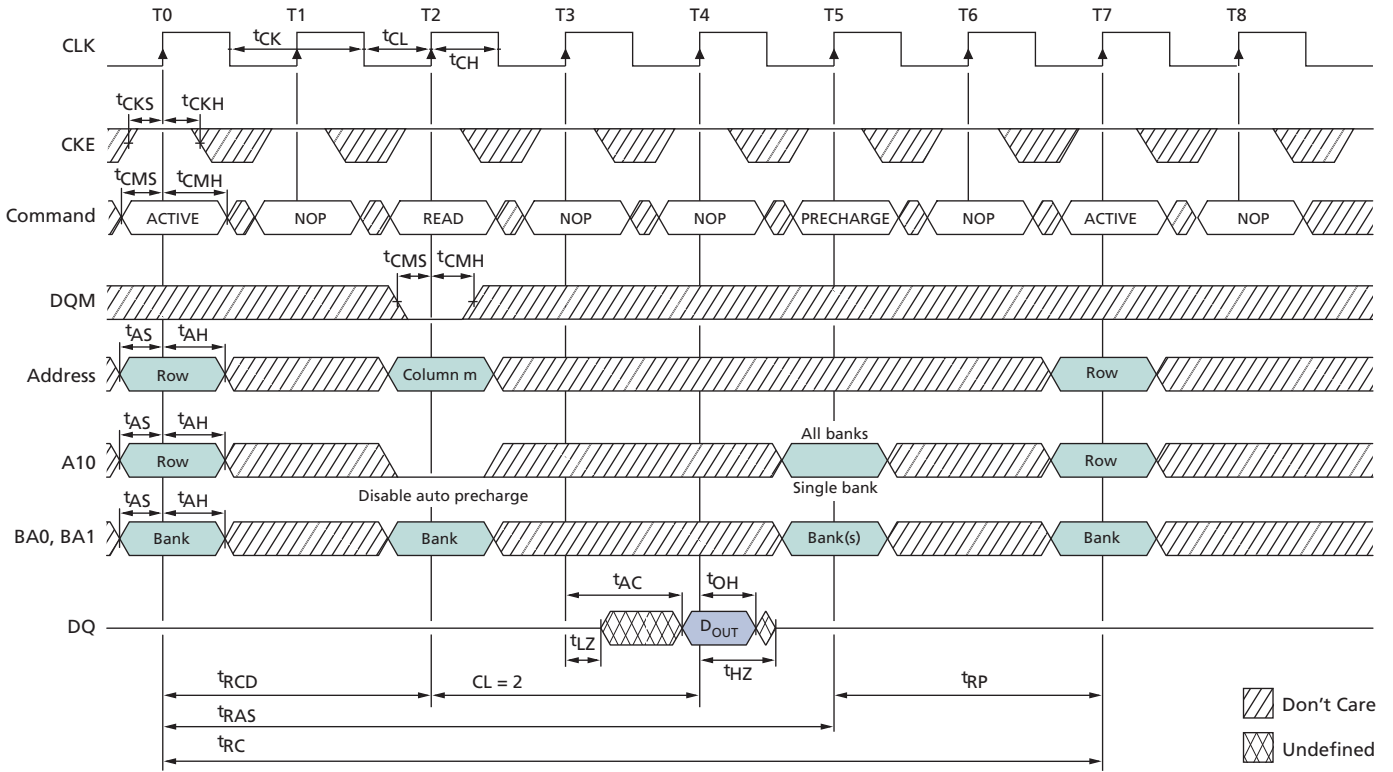 T0 T1 T2 T3 T4 T5 T6 T7 T8
CLK
tCK tCL tCH
tCKS tCKH
CKE
tCMS tCMH
Command ACTIVE NOP READ NOP NOP PRECHARGE NOP ACTIVE NOP
tCMS tCMH
DQM
tAS tAH
Address Row Column m Row
tAS tAH
All banks
A10 Row Row
Single bank
Disable auto precharge
tAS tAH
BA0, BA1 Bank Bank Bank(s) Bank
tAC tOH
DQ DOUT
tLZ tHZ
tRCD CL = 2 tRP
tRAS
tRC
Don't Care
Undefined